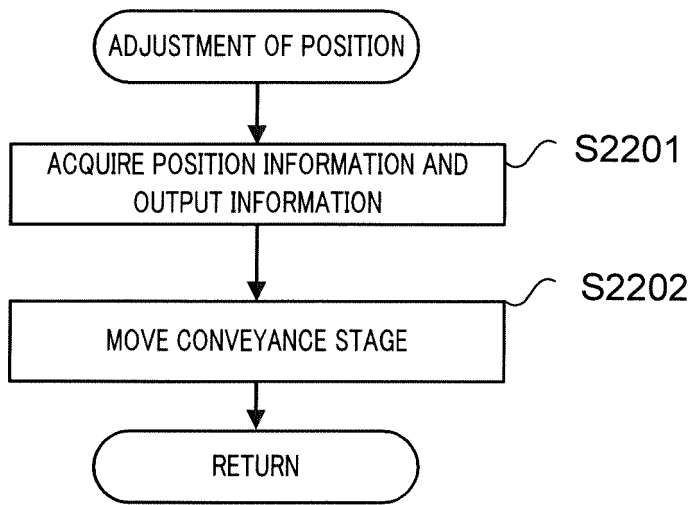 ADJUSTMENT OF POSITION
ACQUIRE POSITION INFORMATION AND
OUTPUT INFORMATION
S2201
MOVE CONVEYANCE STAGE
S2202
RETURN